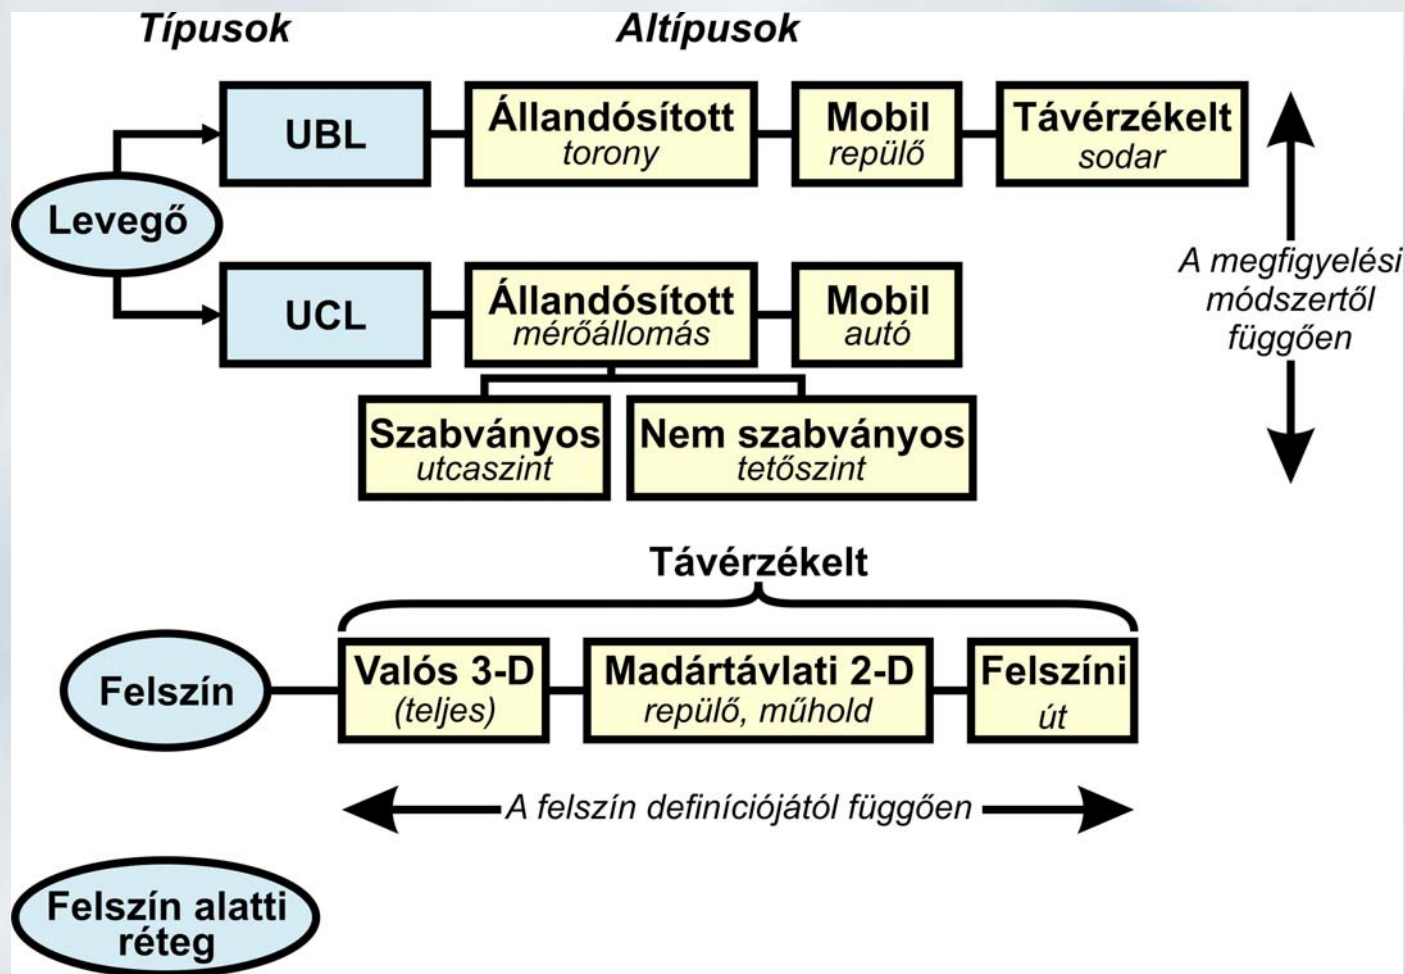 Típusok
Altípusok
UBL
Állandósított
torony
Mobil
repülő
Távérzékelt
sodar
Levegő
A megfigyelési
módszertől
függően
UCL
Állandósított
mérőállomás
Mobil
autó
Szabványos
utcaszint
Nem szabványos
tetőszint
Távérzékelt
Felszín
Valós 3-D
(teljes)
Madártávlati 2-D
repülő, műhold
Felszíni
út
A felszín definíciójától függően
Felszín alatti
réteg